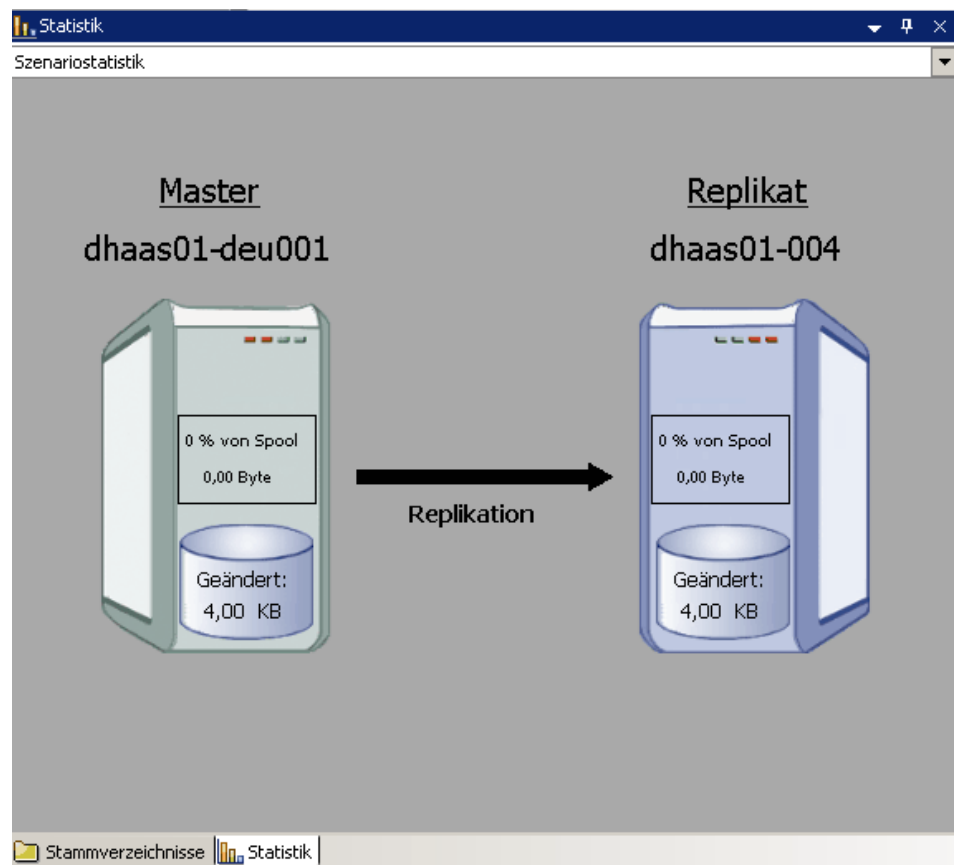 Statistik
Szenariostatistik
Master
dhaas01-deu001
Replikat
dhaas01-004
0 % von Spool
0,00 Byte
0 % von Spool
0,00 Byte
Replikation
Geändert:
4,00 KB
Geändert:
4,00 KB
Stammverzeichnisse
Statistik